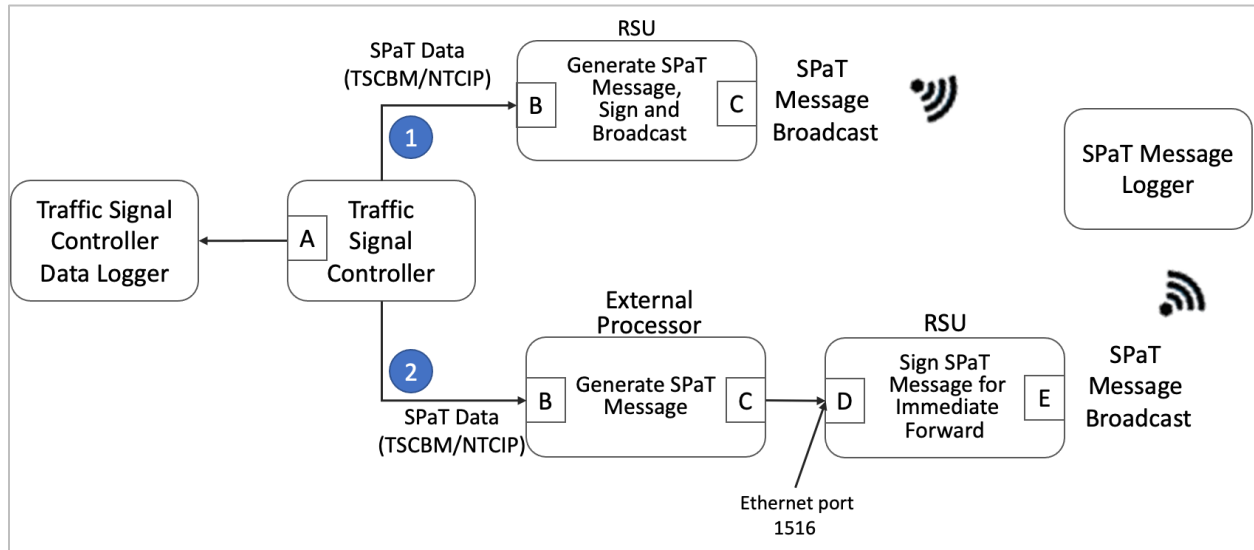 RSU
SPaT Data
(TSCBM/NTCIP)
B
Generate SPaT
Message,
Sign and
Broadcast
C
SPaT
Message
Broadcast
1
SPaT Message
Logger
Traffic Signal
Controller
Data Logger
A
Traffic
Signal
Controller
2
SPaT Data
(TSCBM/NTCIP)
External
Processor
B
Generate SPaT
Message
C
RSU
D
Sign SPaT
Message for
Immediate
Forward
E
SPaT
Message
Broadcast
Ethernet port
1516